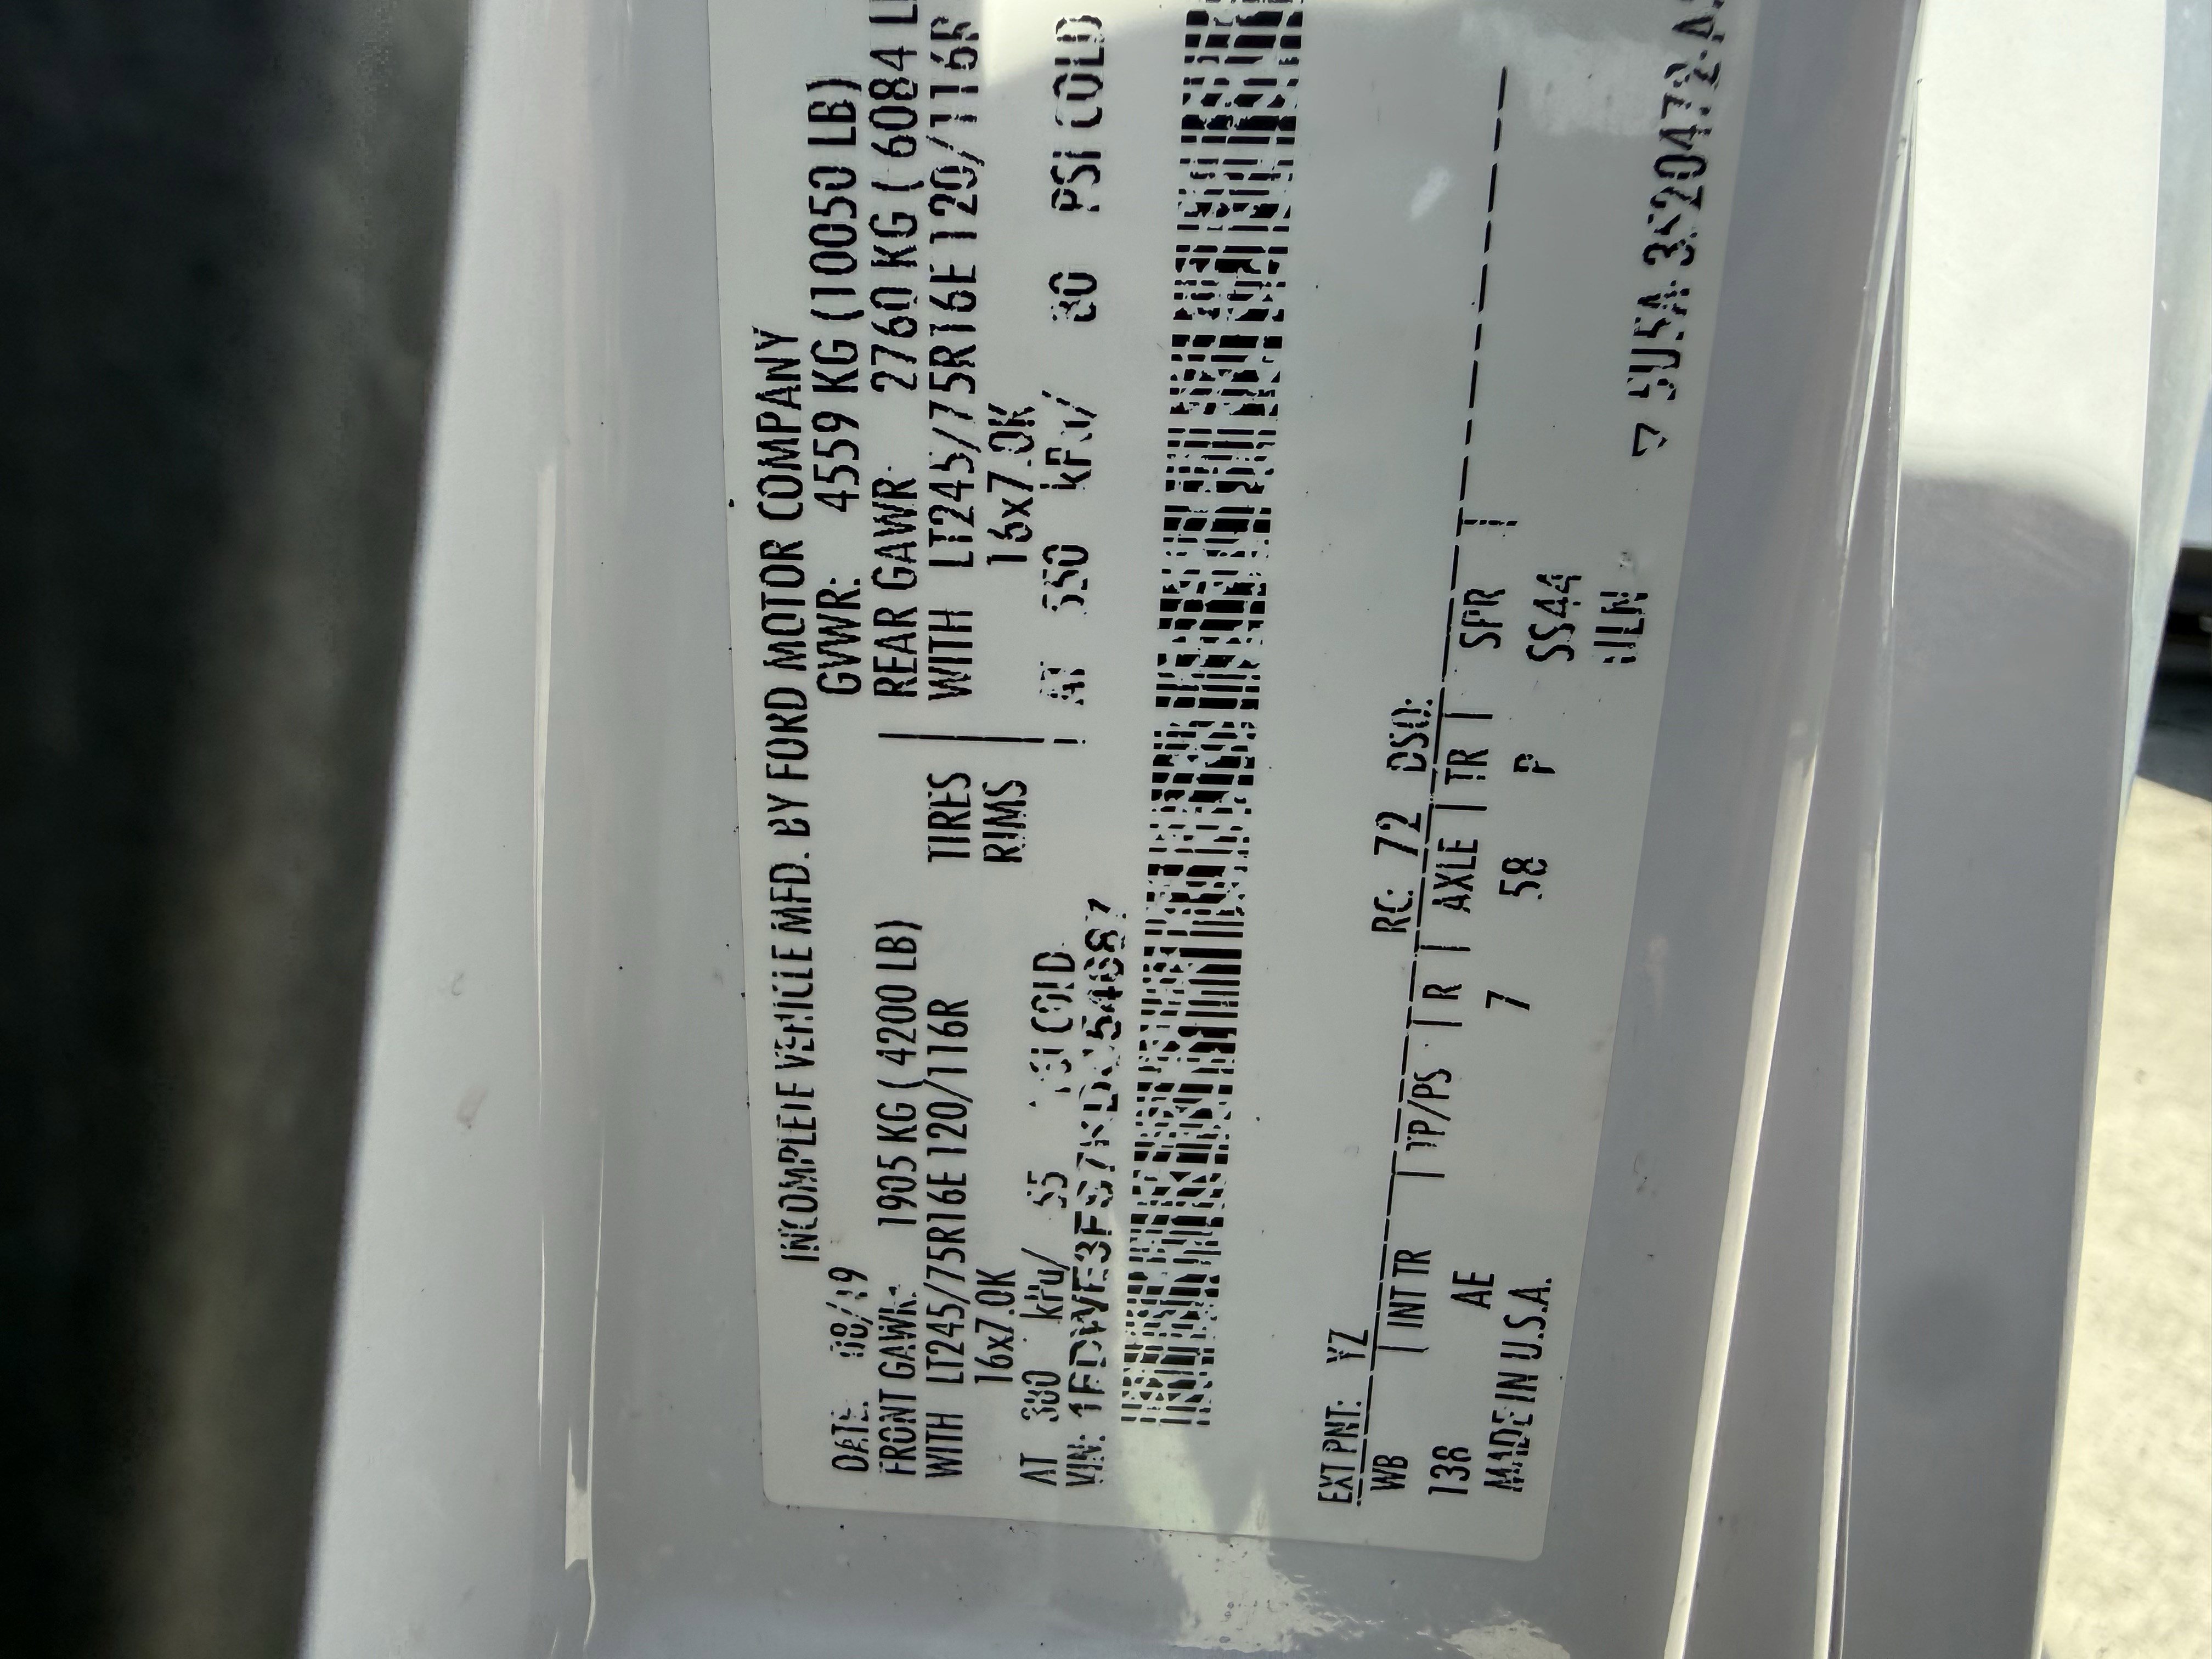 INCOMPLETE VEHICLE MFD. BY FORD MOTOR COMPANY
DATE: 08/19 GVWR: 4559 KG (10050 LB)
FRONT GAWR: 1905 KG ( 4200 LB) REAR GAWR: 2760 KG ( 6084 L
WITH LT245/75R16E 120/116R TIRES WITH LT245/75R16E 120/116R
16x7.0K RIMS 16x7.0K
AT 380 kPa/ 55 PSI COLD AT 550 kPa/ 80 PSI COLD
VIN:
EXT PNT: YZ RC: 72 DSO:
WB INT TR TP/PS R AXLE TR SPR
138 AE 7 7 58 P SS44
MADE IN U.S.A.